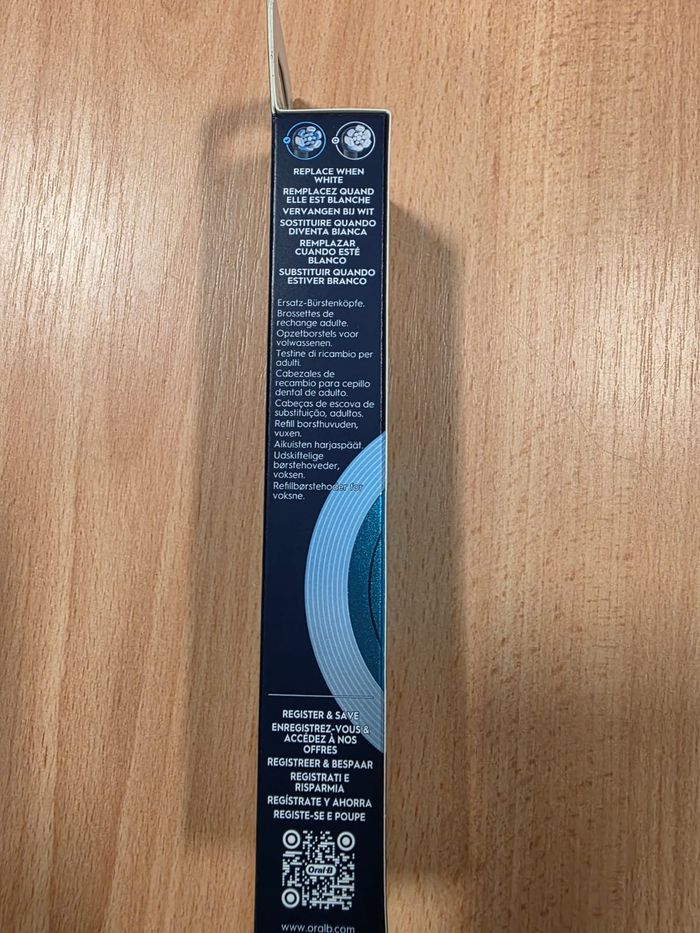 REPLACE WHEN
WHITE
REMPLACEZ QUAND
ELLE EST BLANCHE
VERVANGEN BIJ WIT
SOSTITUIRE QUANDO
DIVENTA BIANCA
REMPLAZAR
CUANDO ESTÉ
BLANCO
SUBSTITUIR QUANDO
ESTIVER BRANCO
Ersatz-Bürstenköpfe.
Brossettes de
rechange adulte.
Opzetborstels voor
volwassenen.
Testine di ricambio per
adulti.
Cabezales de
recambio para cepillo
dental de adulto.
Cabeças de escova de
substituição, adultos.
Refill borsthuvuden,
vuxen.
Aikuisten harjaspäät.
Udskiftelige
børstehoveder,
voksen.
Refillbørstehoder for
voksne.
REGISTER & SAVE
ENREGISTREZ-VOUS &
ACCÉDEZ À NOS
OFFRES
REGISTREER & BESPAAR
REGISTRATI E
RISPARMIA
REGÍSTRATE Y AHORRA
REGISTE-SE E POUPE
Oral-B
www.oralb.com